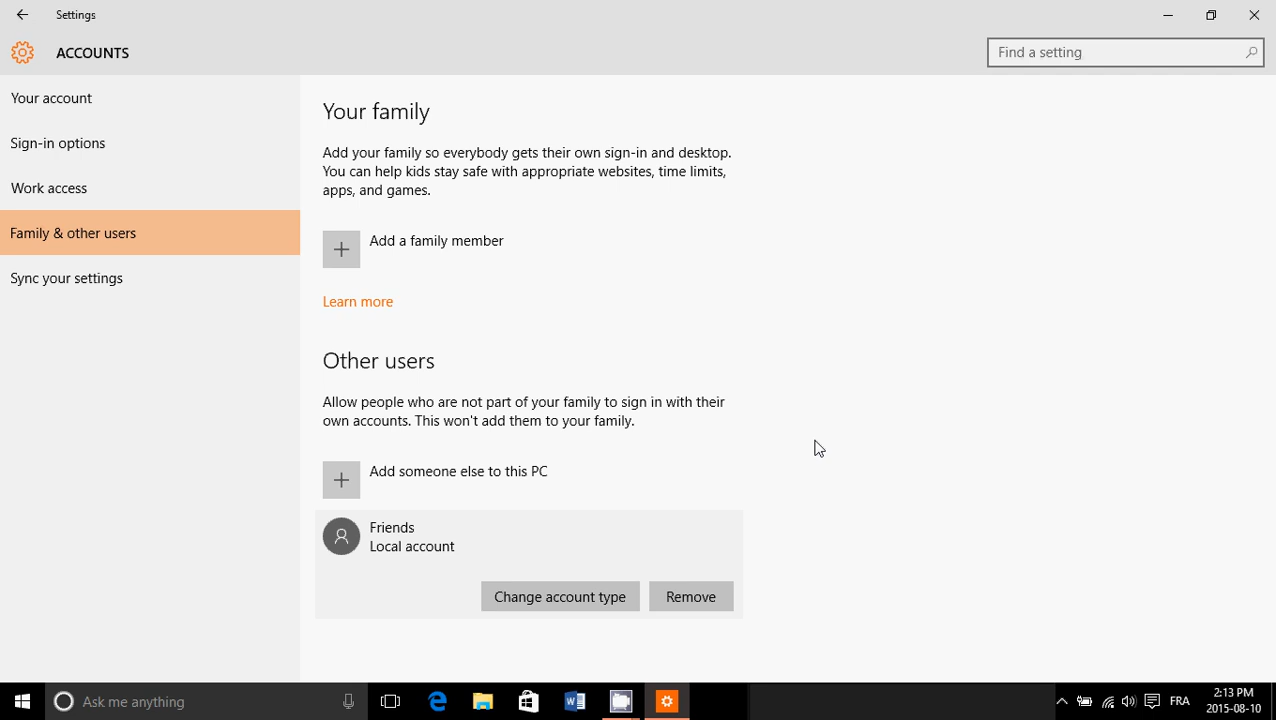 Settings
ACCOUNTS
Find a setting
Your account
Sign-in options
Work access
Family & other users
Sync your settings
Your family
Add your family so everybody gets their own sign-in and desktop.
You can help kids stay safe with appropriate websites, time limits,
apps, and games.
Add a family member
Learn more
Other users
Allow people who are not part of your family to sign in with their
own accounts. This won't add them to your family.
Add someone else to this PC
Friends
Local account
Change account type
Remove
Ask me anything
FRA
2:13 PM
2015-08-10